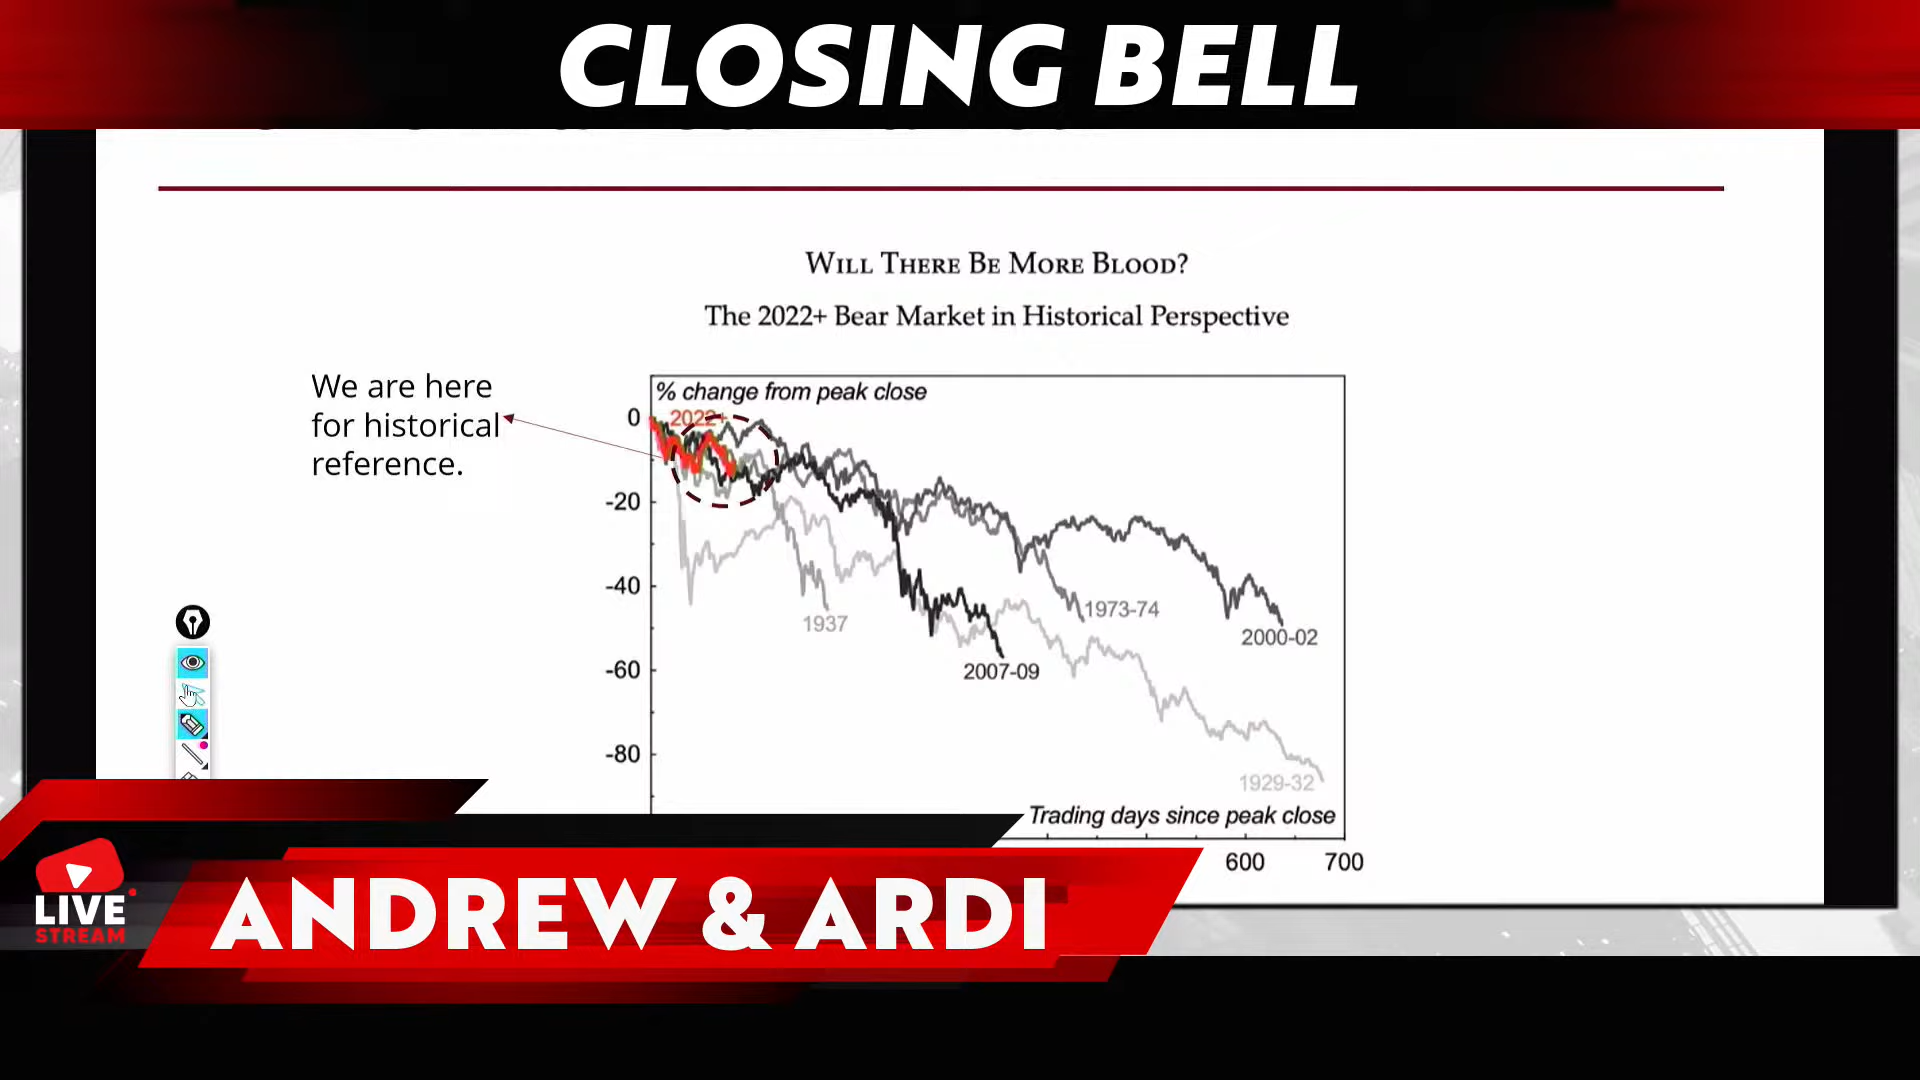 CLOSING BELL
WILL THERE BE MORE BLOOD?
The 2022+ Bear Market in Historical Perspective
We are here
for historical
reference.
% change from peak close
2022+
0
-20
-40
-60
-80
1937
1973-74
2000-02
2007-09
1929-32
Trading days since peak close
600
700
LIVE
STREAM
ANDREW & ARDI